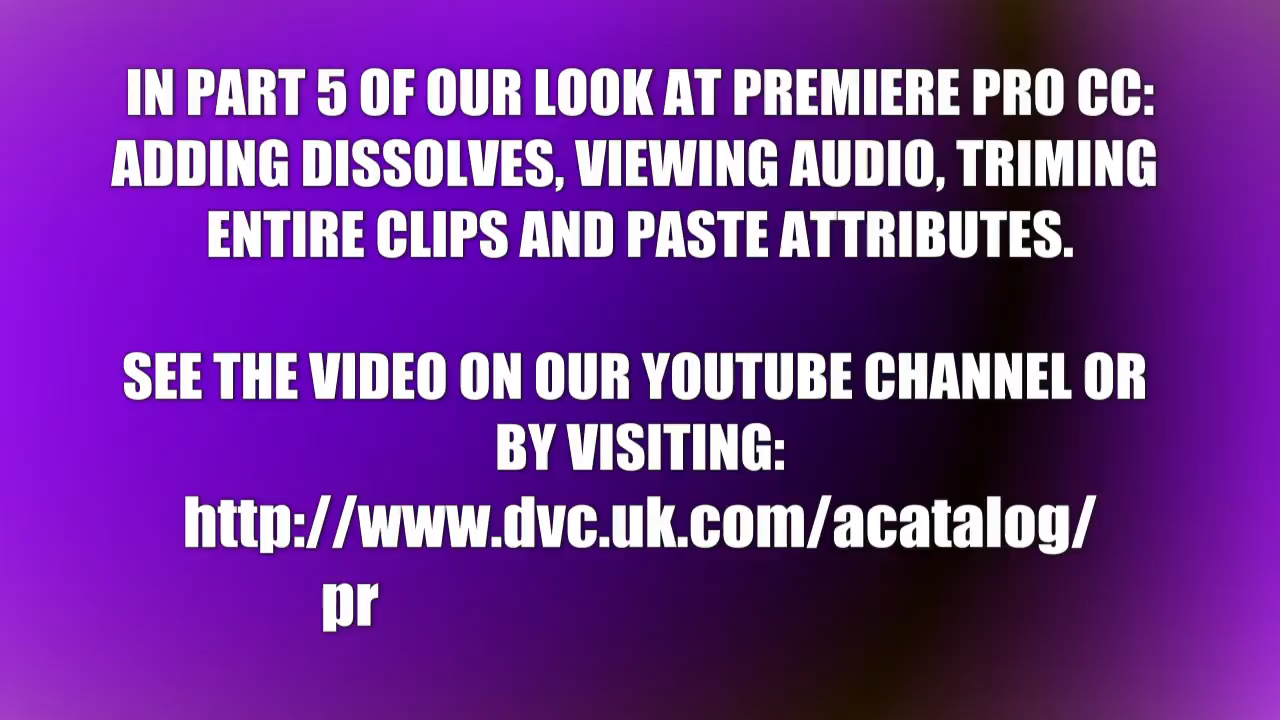 IN PART 5 OF OUR LOOK AT PREMIERE PRO CC:
ADDING DISSOLVES, VIEWING AUDIO, TRIMING
ENTIRE CLIPS AND PASTE ATTRIBUTES.
SEE THE VIDEO ON OUR YOUTUBE CHANNEL OR
BY VISITING:
http://www.dvc.uk.com/acatalog/
pr